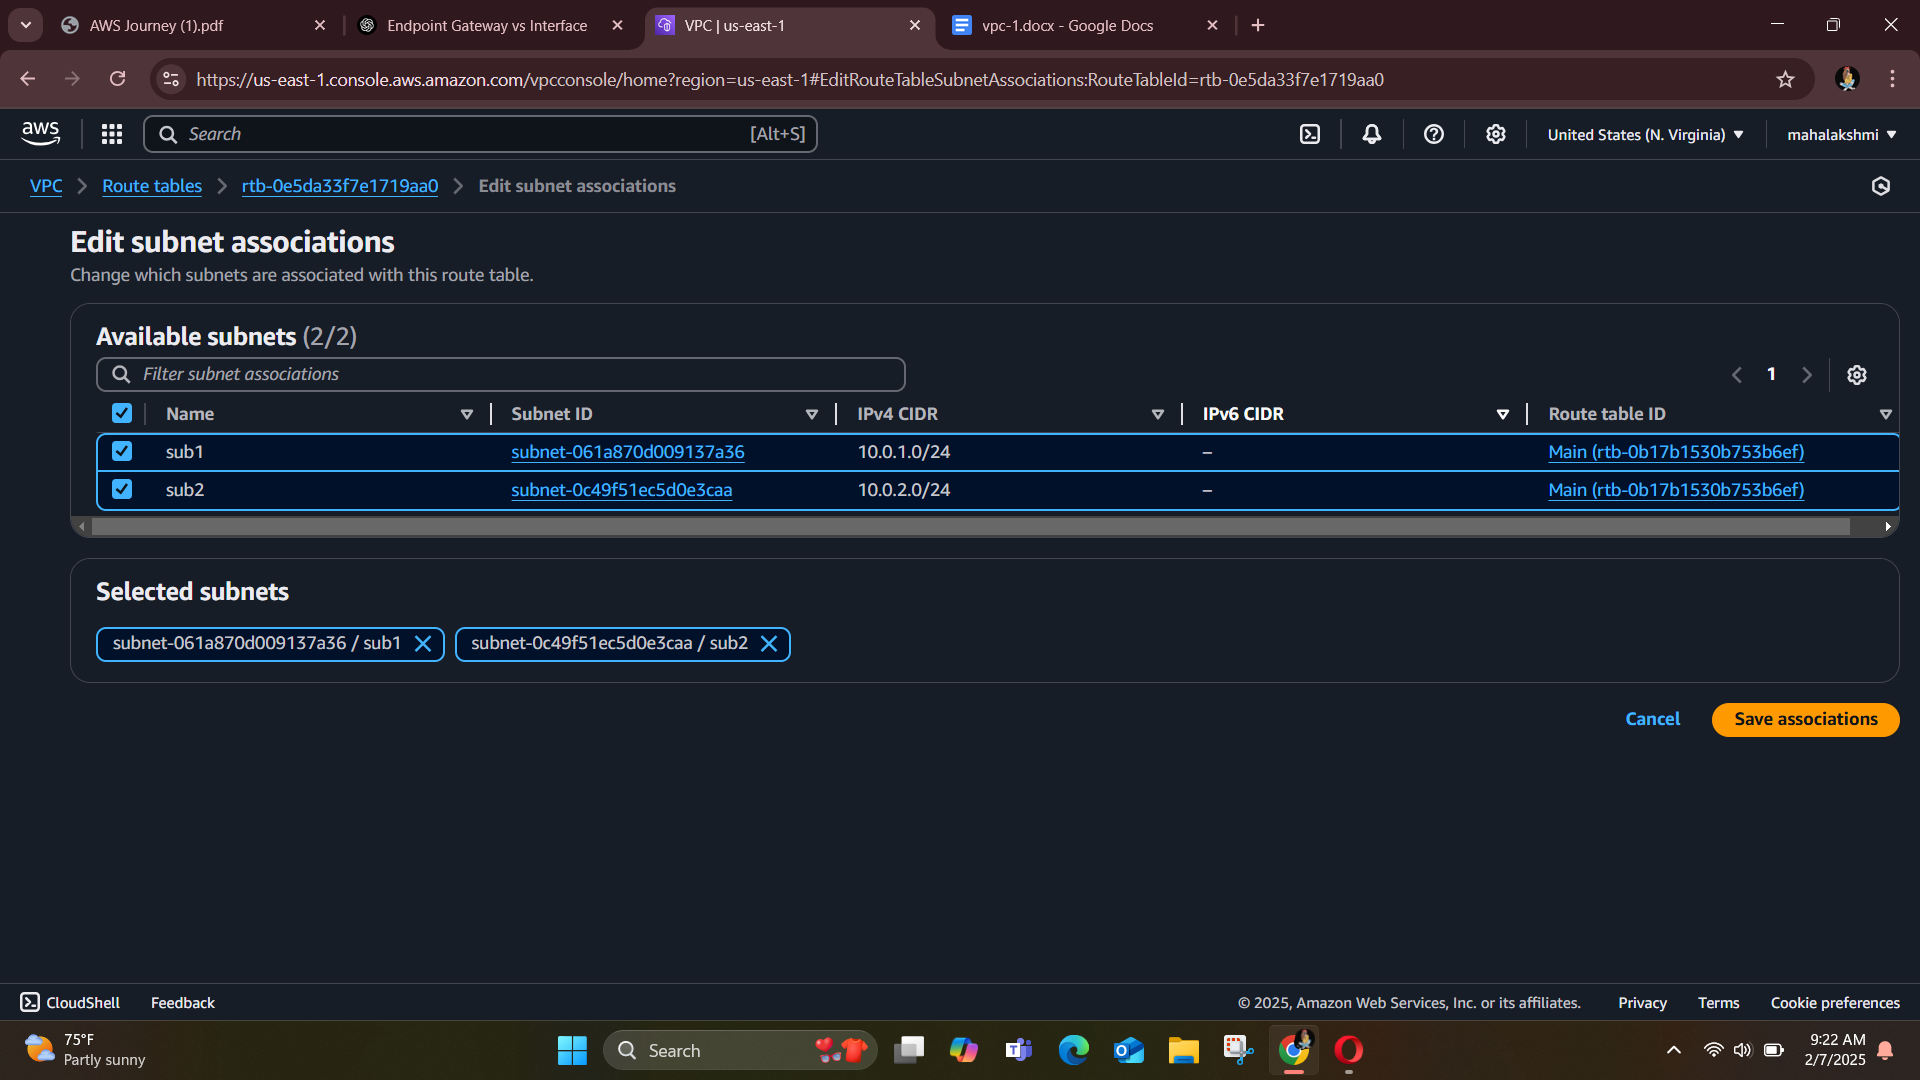 AWS Journey (1).pdf
Endpoint Gateway vs Interface
VPC | us-east-1
vpc-1.docx - Google Docs
https://us-east-1.console.aws.amazon.com/vpcconsole/home?region=us-east-1#EditRouteTableSubnetAssociations:RouteTableId=rtb-0e5da33f7e1719aa0
aws
Search
[Alt+S]
United States (N. Virginia)
mahalakshmi
VPC
Route tables
rtb-0e5da33f7e1719aa0
Edit subnet associations
Edit subnet associations
Change which subnets are associated with this route table.
Available subnets (2/2)
Filter subnet associations
1
Name
Subnet ID
IPv4 CIDR
IPv6 CIDR
Route table ID
sub1
subnet-061a870d009137a36
10.0.1.0/24
–
Main (rtb-0b17b1530b753b6ef)
sub2
subnet-0c49f51ec5d0e3caa
10.0.2.0/24
–
Main (rtb-0b17b1530b753b6ef)
Selected subnets
subnet-061a870d009137a36 / sub1
subnet-0c49f51ec5d0e3caa / sub2
Cancel
Save associations
CloudShell
Feedback
© 2025, Amazon Web Services, Inc. or its affiliates.
Privacy
Terms
Cookie preferences
75°F
Partly sunny
Search
9:22 AM
2/7/2025